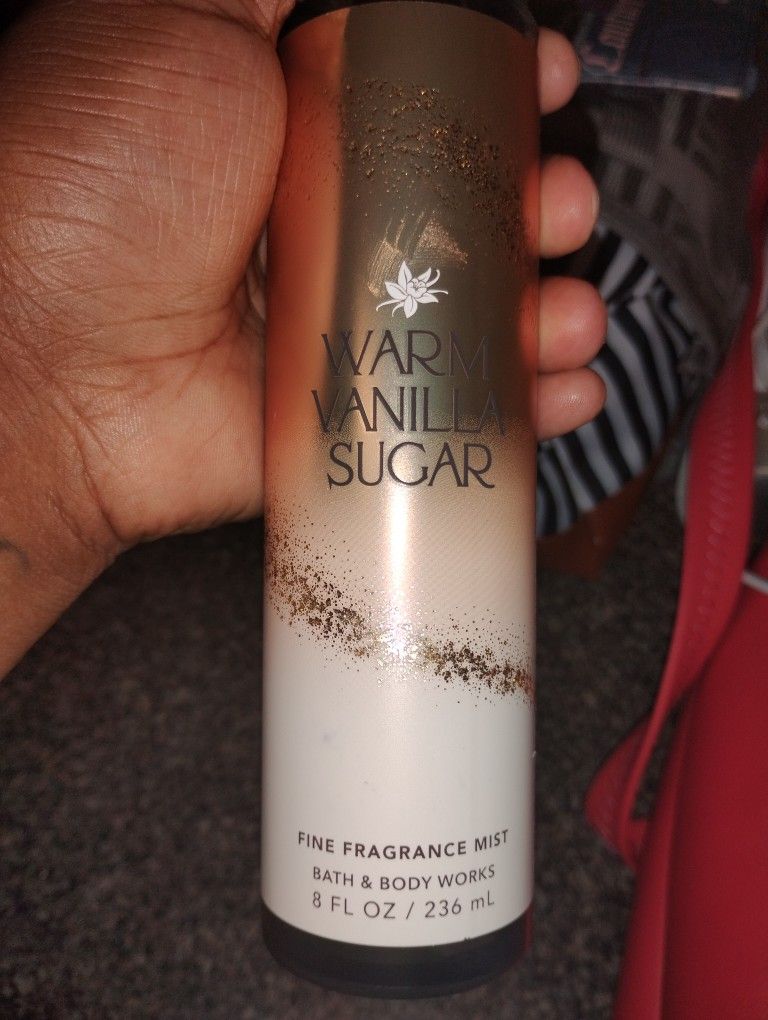 WARM
VANILLA
SUGAR
FINE FRAGRANCE MIST
BATH & BODY WORKS
8 FL OZ / 236 mL